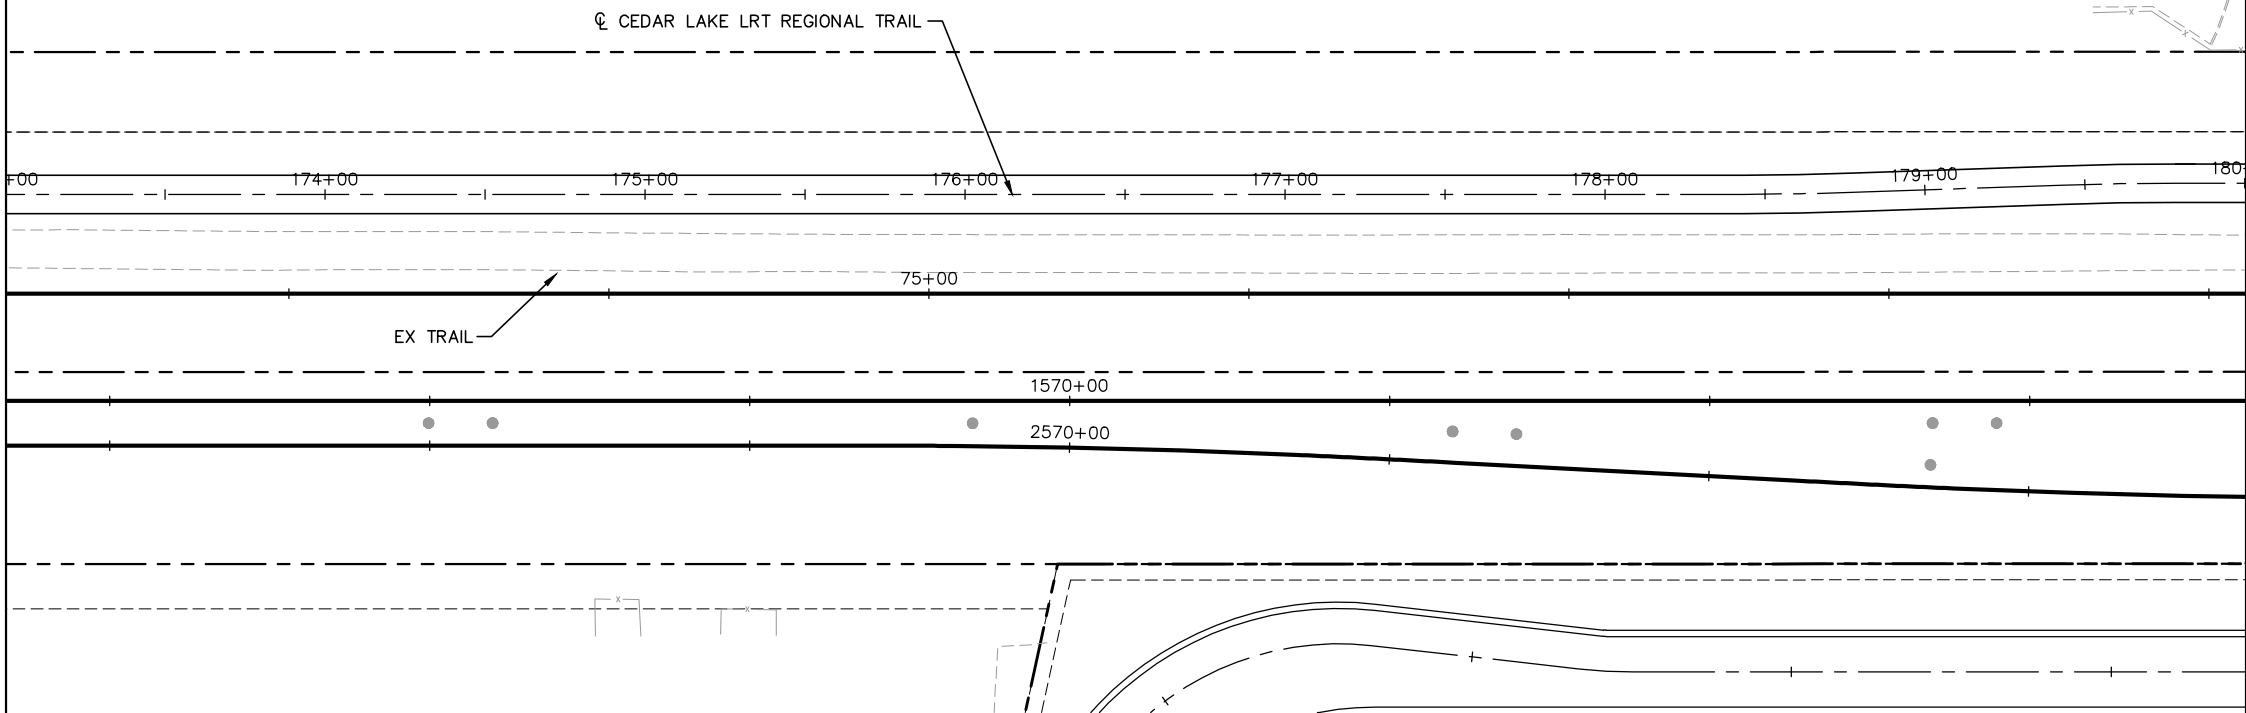 ℄ CEDAR LAKE LRT REGIONAL TRAIL
+00 174+00 175+00 176+00 177+00 178+00 179+00 180
75+00
EX TRAIL
1570+00
2570+00